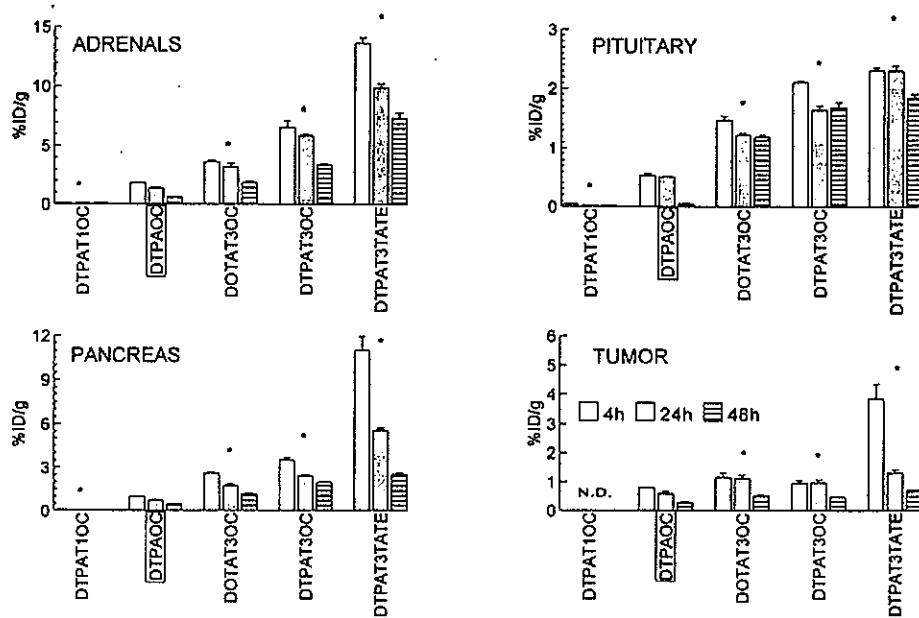 ADRENALS
15
10
5
0
%ID/g
*
*
*
*
DTPAT1OC
DTPAOC
DOTAT3OC
DTPAT3OC
DTPAT3TATE
PITUITARY
3
2
1
0
%ID/g
*
*
*
*
DTPAT1OC
DTPAOC
DOTAT3OC
DTPAT3OC
DTPAT3TATE
PANCREAS
12
9
6
3
0
%ID/g
*
*
*
*
DTPAT1OC
DTPAOC
DOTAT3OC
DTPAT3OC
DTPAT3TATE
TUMOR
6
5
4
3
2
1
0
%ID/g
4h 24h 48h
N.D.
*
*
*
DTPAT1OC
DTPAOC
DOTAT3OC
DTPAT3OC
DTPAT3TATE